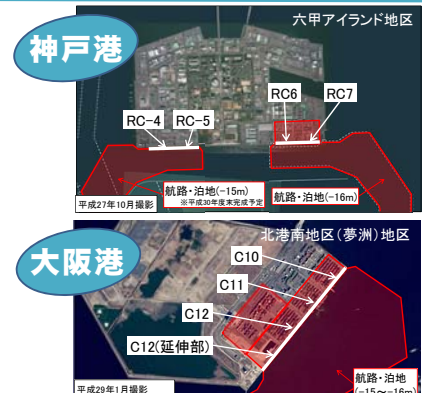 神戸港
六甲アイランド地区
RC-4
RC-5
RC6
RC7
航路・泊地(-15m)
※平成30年度末完成予定
航路・泊地(-16m)
平成27年10月撮影
大阪港
北港南地区(夢洲)地区
C10
C11
C12
C12(延伸部)
航路・泊地
(-15～-16m)
平成29年1月撮影